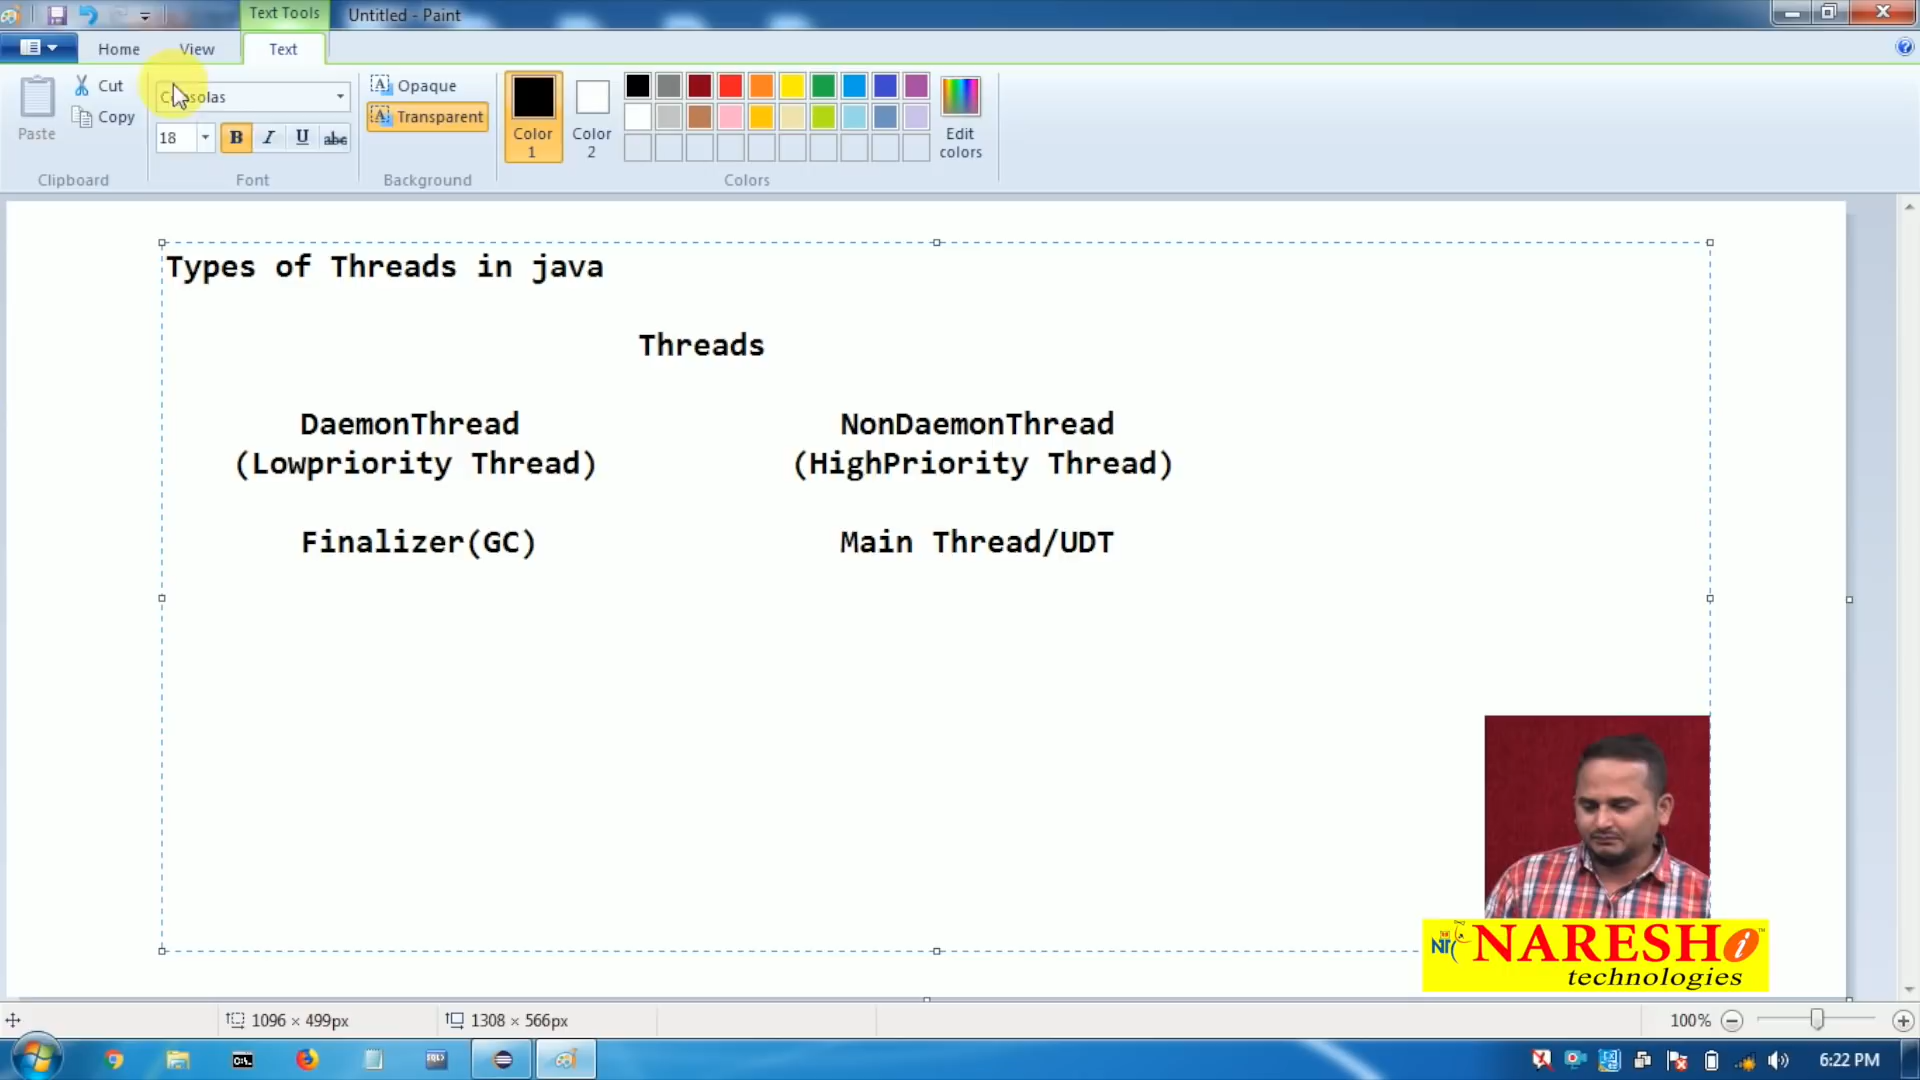 Text Tools
Untitled - Paint
Home
View
Text
Paste
Cut
Copy
Clipboard
18
B
I
U
abc
Font
Opaque
Transparent
Background
Color
1
Color
2
Edit
colors
Colors
Types of Threads in java
Threads
DaemonThread
NonDaemonThread
(Lowpriority Thread)
(HighPriority Thread)
Finalizer(GC)
Main Thread/UDT
NARESH i
technologies
1096 × 499px
1308 × 566px
100%
6:22 PM